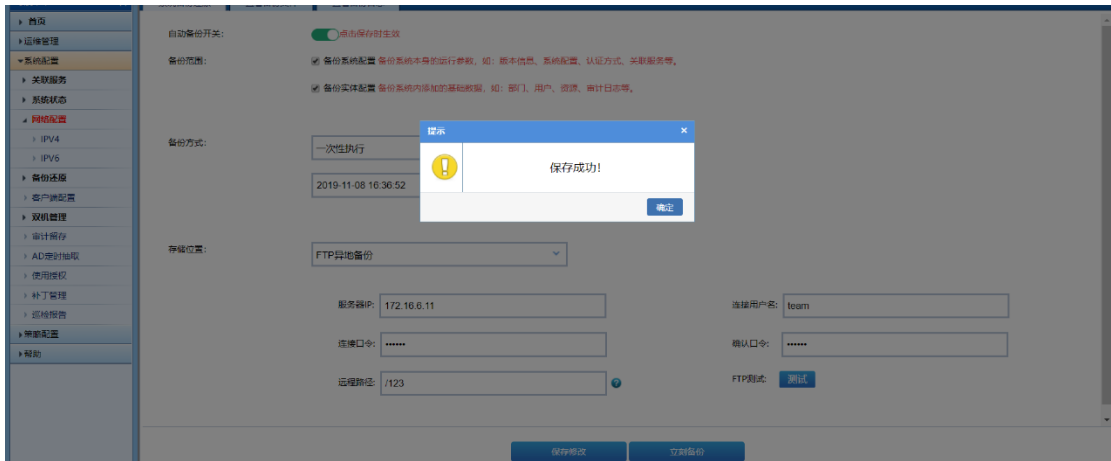 首页
运维管理
系统配置
关联服务
系统状态
网络配置
IPV4
IPV6
备份还原
客户端配置
双机管理
审计预存
AD定时抽取
使用授权
补丁管理
巡检报告
策略配置
帮助
自动备份开关:
点击保存时生效
备份范围:
备份系统配置 备份系统本身的运行参数，如：版本信息、系统配置、认证方式、关联服务等。
备份实体配置 备份系统内添加的基础数据，如：部门、用户、资源、审计日志等。
备份方式:
一次性执行
2019-11-08 16:36:52
提示
×
保存成功!
确定
存储位置:
FTP异地备份
服务器IP: 172.16.6.11
连接用户名: team
连接口令: ••••••
确认口令: ••••••
远程路径: /123
FTP测试: 测试
保存修改
立刻备份